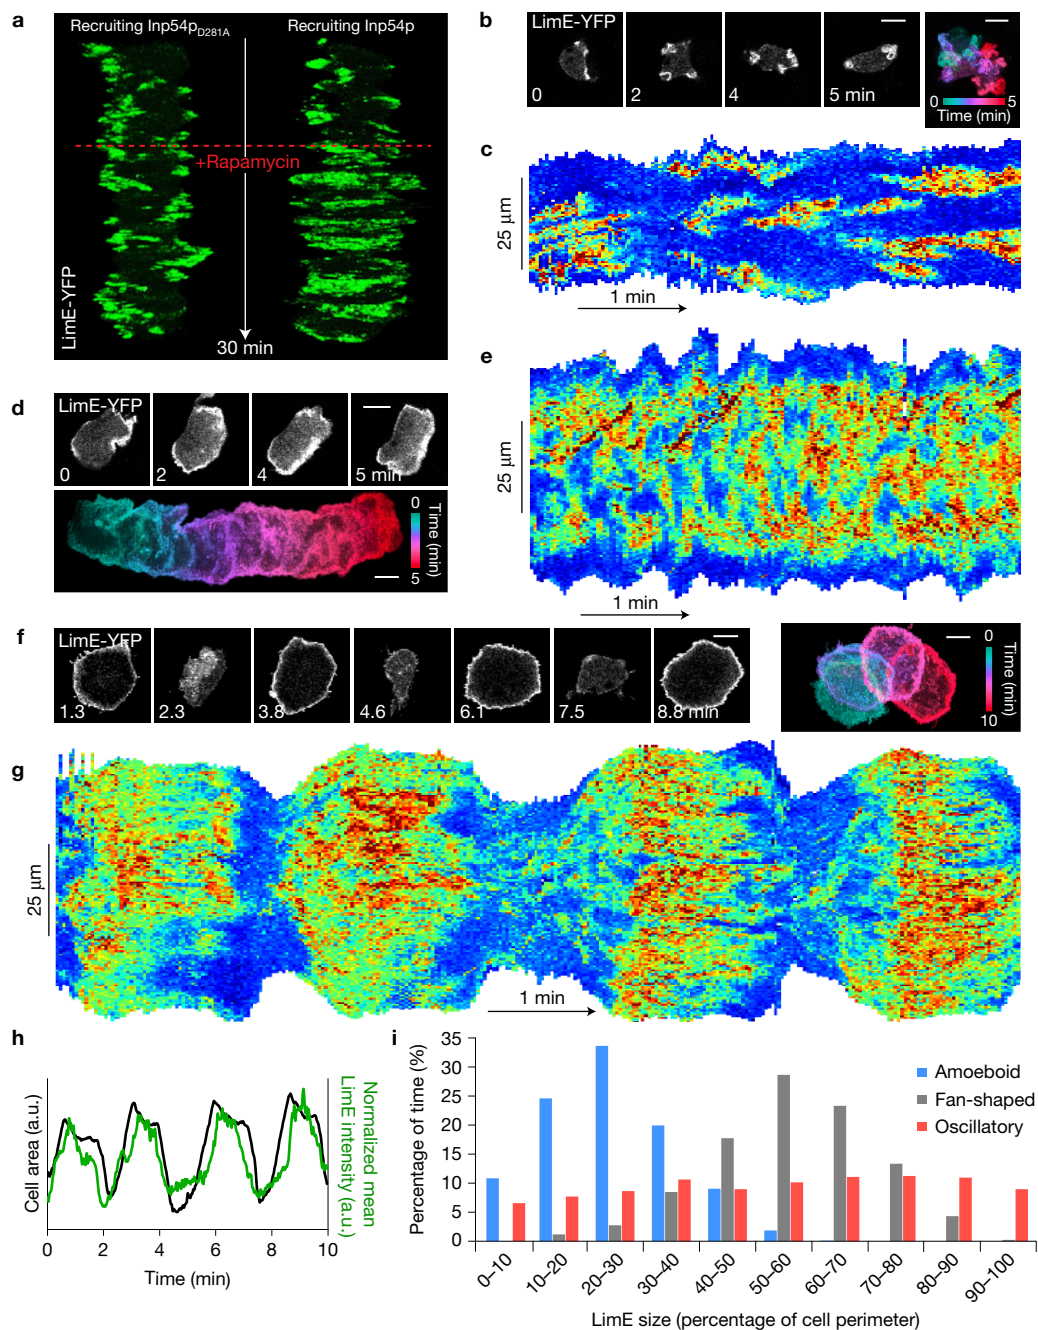 a
Recruiting Inp54pD281A
Recruiting Inp54p
+Rapamycin
LimE-YFP
30 min
b
LimE-YFP
0
2
4
5 min
0
5
Time (min)
c
25 µm
1 min
d
LimE-YFP
0
2
4
5 min
0
Time (min)
5
e
25 µm
1 min
f
LimE-YFP
1.3
2.3
3.8
4.6
6.1
7.5
8.8 min
0
Time (min)
10
g
25 µm
1 min
h
Cell area (a.u.)
Normalized mean
LimE intensity (a.u.)
0
2
4
6
8
10
Time (min)
i
Percentage of time (%)
35
30
25
20
15
10
5
0
Amoeboid
Fan-shaped
Oscillatory
0–10
10–20
20–30
30–40
40–50
50–60
60–70
70–80
80–90
90–100
LimE size (percentage of cell perimeter)